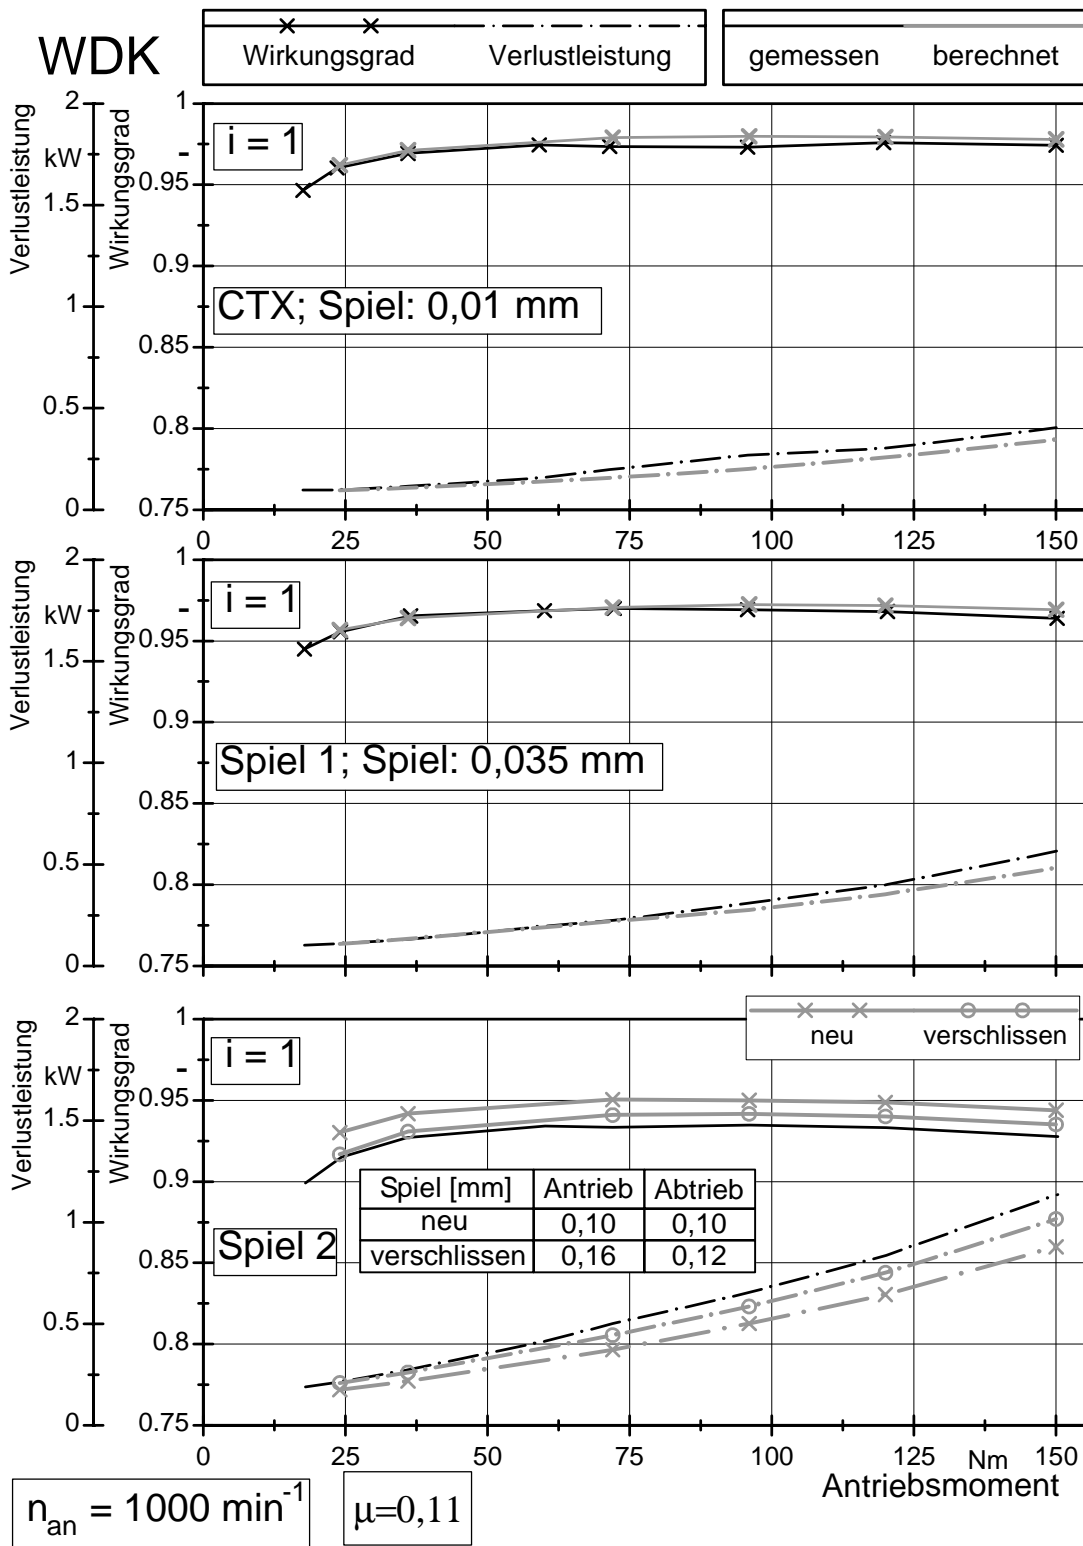 WDK
Wirkungsgrad Verlustleistung
gemessen berechnet
Verlustleistung
Wirkungsgrad
2
kW
1.5
1
0.5
0
1
0.95
0.9
0.85
0.8
0.75
i = 1
CTX; Spiel: 0,01 mm
0 25 50 75 100 125 150
Verlustleistung
Wirkungsgrad
2
kW
1.5
1
0.5
0
1
0.95
0.9
0.85
0.8
0.75
i = 1
Spiel 1; Spiel: 0,035 mm
neu verschlissen
Verlustleistung
Wirkungsgrad
2
kW
1.5
1
0.5
0
1
0.95
0.9
0.85
0.8
0.75
i = 1
Spiel [mm] Antrieb Abtrieb
neu 0,10 0,10
verschlissen 0,16 0,12
Spiel 2
0 25 50 75 100 125 Nm 150
Antriebsmoment
n_an = 1000 min⁻¹
μ=0,11